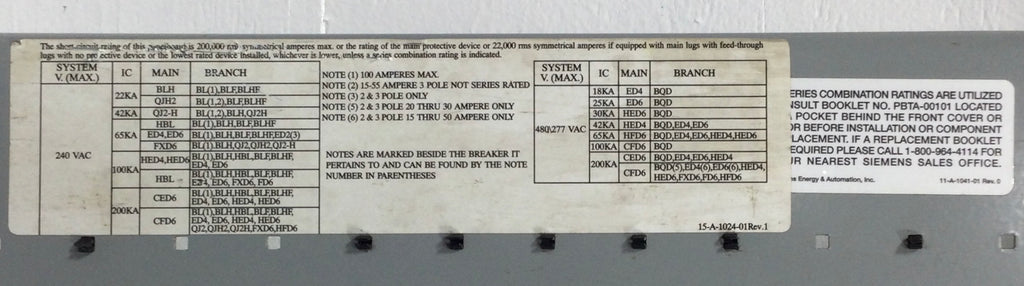 The short-circuit rating of this panelboard is 200,000 rms symmetrical amperes max. or the rating of the main protective device or 22,000 rms symmetrical amperes if equipped with main lugs with feed-through
lugs with no protective device or the lowest rated device installed, whichever is lower, unless a series combination rating is indicated.
SYSTEM V. (MAX.) IC MAIN BRANCH
240 VAC
22KA BLH BL(1),BLF,BLHF
QJH2 BL(1,2),BLF,BLHF
42KA QJ2-H BL(1,2),BLH,QJ2H
65KA HBL BL(1),BLH,BLF,BLHF
ED4,ED6 BL(1),BLH,BLF,BLHF,ED2(3)
FXD6 BL(1),BLH,QJ2,QJH2,QJ2-H
100KA HED4,HED6 BL(1),BLH,HBL,BLF,BLHF,
ED4, ED6
HBL BL(1),BLH,HBL,BLF,BLHF,
ED4, ED6, FXD6, FD6
200KA CED6 BL(1),BLH,HBL,BLF,BLHF,
ED4, ED6, HED4, HED6
CFD6 BL(1),BLH,HBL,BLF,BLHF,
ED4, ED6, HED4, HED6
QJ2,QJH2,QJ2H,FXD6,HFD6
NOTE (1) 100 AMPERES MAX.
NOTE (2) 15-55 AMPERE 3 POLE NOT SERIES RATED
NOTE (3) 2 & 3 POLE ONLY
NOTE (5) 2 & 3 POLE 20 THRU 30 AMPERE ONLY
NOTE (6) 2 & 3 POLE 15 THRU 50 AMPERE ONLY
NOTES ARE MARKED BESIDE THE BREAKER IT
PERTAINS TO AND CAN BE FOUND BY THE NOTE
NUMBER IN PARENTHESES
SYSTEM V. (MAX.) IC MAIN BRANCH
480\277 VAC
18KA ED4 BQD
25KA ED6 BQD
30KA HED6 BQD
42KA HED4 BQD,ED4,ED6
65KA HFD6 BQD,ED4,ED6,HED4,HED6
100KA CFD6 BQD
200KA CED6 BQD,ED4,ED6,HED4
CFD6 BQD(5),ED4(6),ED6(6),HED4,
HED6,FXD6,FD6,HFD6
15-A-1024-01Rev.1
ERIES COMBINATION RATINGS ARE UTILIZED
NSULT BOOKLET NO. PBTA-00101 LOCATED
POCKET BEHIND THE FRONT COVER OR
OR BEFORE INSTALLATION OR COMPONENT
LACEMENT. IF A REPLACEMENT BOOKLET
EQUIRED PLEASE CALL 1-800-964-4114 FOR
UR NEAREST SIEMENS SALES OFFICE.
Energy & Automation, Inc. 11-A-1041-01 Rev. 0